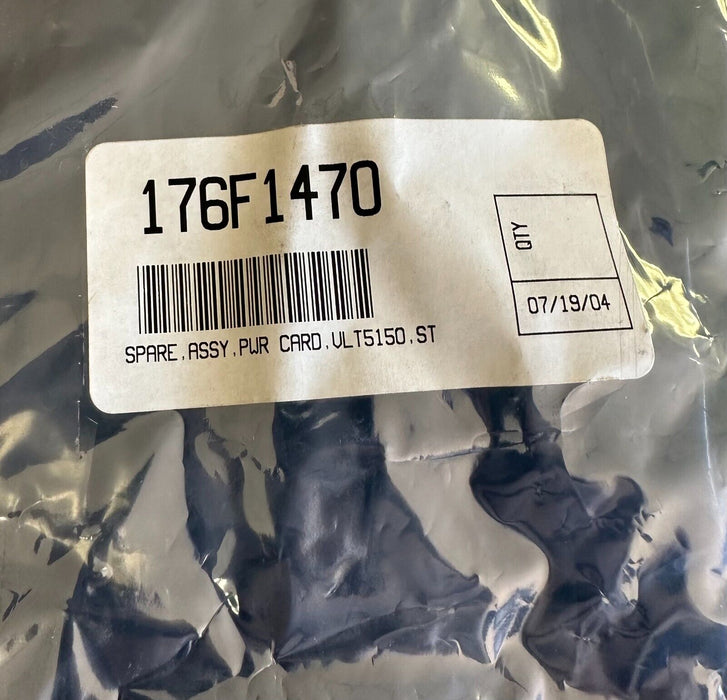 176F1470
SPARE,ASSY,PWR CARD,VLT5150,ST
QTY
07/19/04